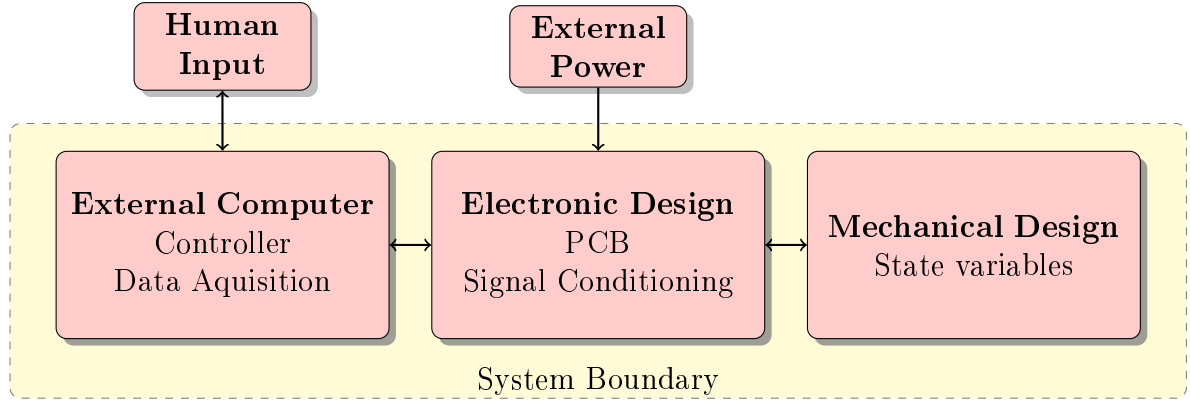 Human
Input
External
Power
External Computer
Controller
Data Aquisition
Electronic Design
PCB
Signal Conditioning
Mechanical Design
State variables
System Boundary